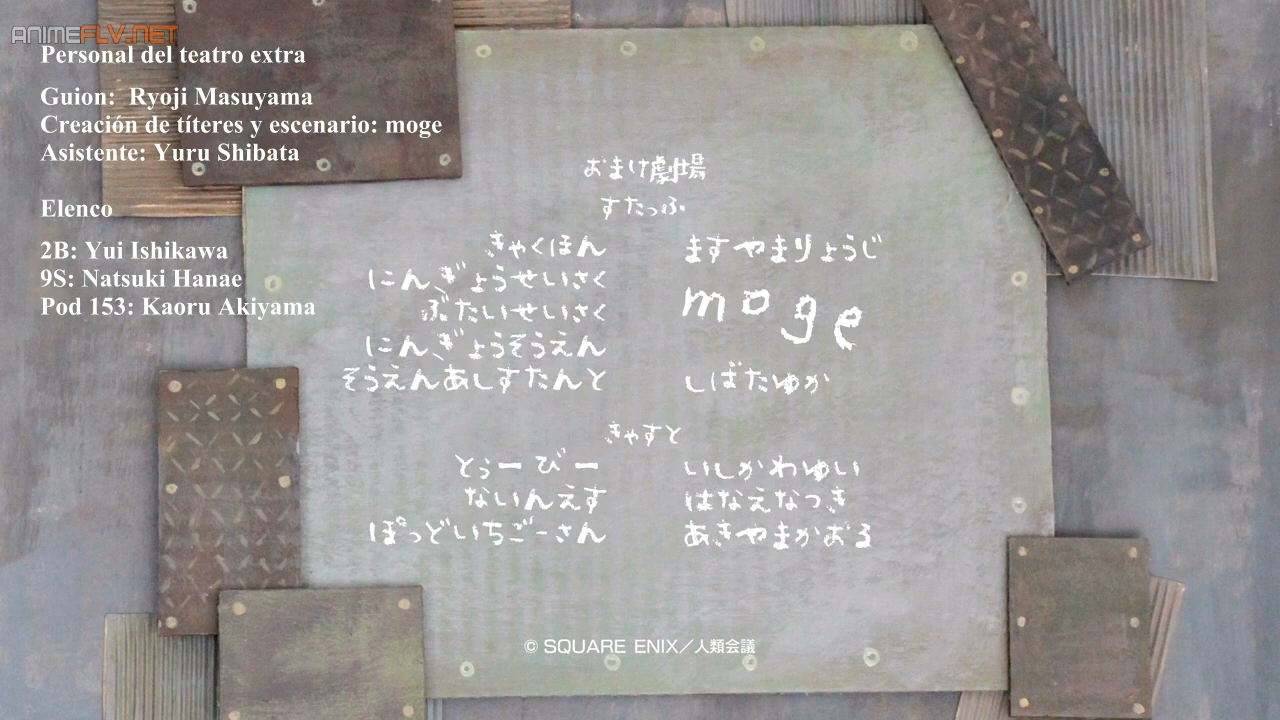 ANIMEFLV.NET
Personal del teatro extra
Guion: Ryoji Masuyama
Creación de títeres y escenario: moge
Asistente: Yuru Shibata
Elenco
2B: Yui Ishikawa
9S: Natsuki Hanae
Pod 153: Kaoru Akiyama
おまけ劇場
すたっふ
きゃくほん ますやまりょうじ
にんぎょうせいさく
ぶたいせいさく moge
にんぎょうそうえん
そうえんあしすたんと しばたゆか
きゃすと
とぅーびー いしかわゆい
ないんえす はなえなつき
ぽっどいちごーさん あきやまかおる
© SQUARE ENIX／人類会議